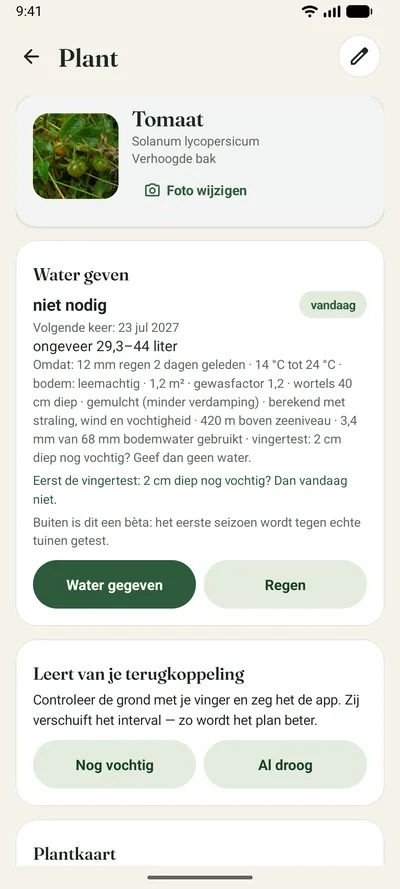 9:41
Plant
Tomaat
Solanum lycopersicum
Verhoogde bak
Foto wijzigen
Water geven
niet nodig
vandaag
Volgende keer: 23 jul 2027
ongeveer 29,3–44 liter
Omdat: 12 mm regen 2 dagen geleden · 14 °C tot 24 °C ·
bodem: leemachtig · 1,2 m² · gewasfactor 1,2 · wortels 40
cm diep · gemulcht (minder verdamping) · berekend met
straling, wind en vochtigheid · 420 m boven zeeniveau · 3,4
mm van 68 mm bodemwater gebruikt · vingertest: 2 cm
diep nog vochtig? Geef dan geen water.
Eerst de vingertest: 2 cm diep nog vochtig? Dan vandaag
niet.
Buiten is dit een bèta: het eerste seizoen wordt tegen echte
tuinen getest.
Water gegeven
Regen
Leert van je terugkoppeling
Controleer de grond met je vinger en zeg het de app. Zij
verschuift het interval — zo wordt het plan beter.
Nog vochtig
Al droog
Plantkaart